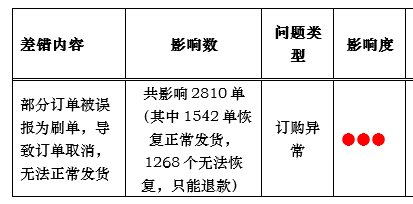 差错内容
影响数
问题类
型
影响度
部分订单被误
报为刷单，导
致订单取消，
无法正常发货
共影响 2810 单
（其中 1542 单恢
复正常发货，
1268 个无法恢
复，只能退款）
订购异
常